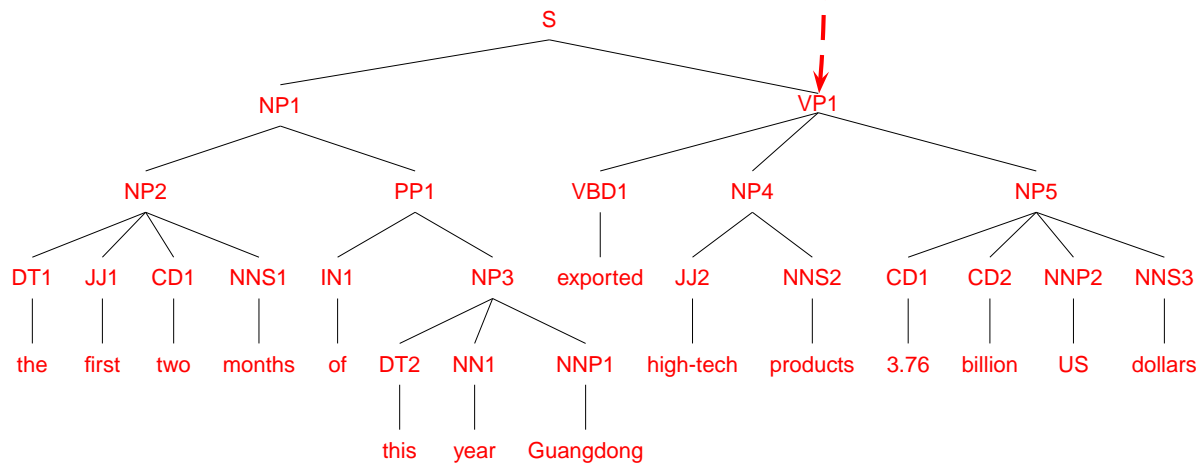 S
NP1 VP1
NP2 PP1 VBD1 NP4 NP5
DT1 JJ1 CD1 NNS1 IN1 NP3 exported JJ2 NNS2 CD1 CD2 NNP2 NNS3
the first two months of DT2 NN1 NNP1 high-tech products 3.76 billion US dollars
this year Guangdong